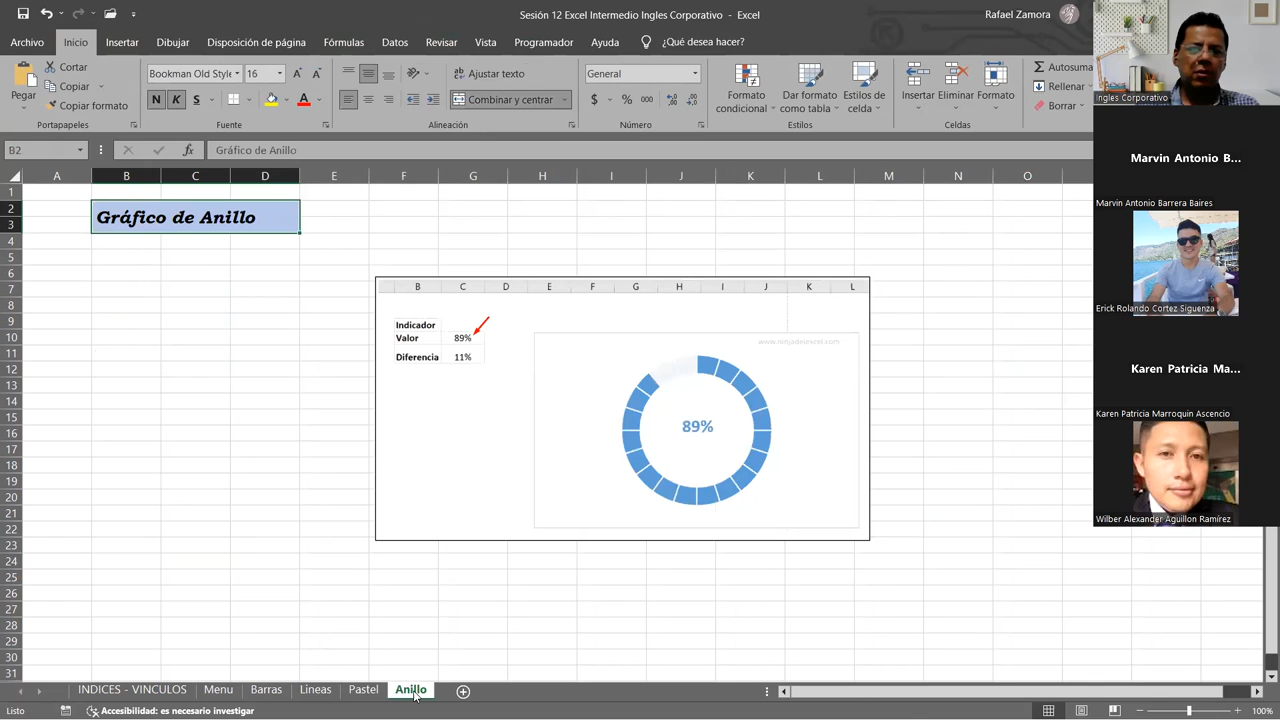 Sesión 12 Excel Intermedio Ingles Corporativo - Excel
Rafael Zamora
Archivo Inicio Insertar Dibujar Disposición de página Fórmulas Datos Revisar Vista Programador Ayuda ¿Qué desea hacer?
Pegar
Cortar
Copiar
Copiar formato
Portapapeles
Bookman Old Style 16
N K S
Fuente
Ajustar texto
Combinar y centrar
Alineación
General
$ % 000
Número
Formato condicional
Dar formato como tabla
Estilos de celda
Estilos
Insertar Eliminar Formato
Celdas
Autosuma
Rellenar
Borrar
B2
fx
Gráfico de Anillo
A B C D E F G H I J K L M N O
1
2
3
4
5
6
7
8
9
10
11
12
13
14
15
16
17
18
19
20
21
22
23
24
25
26
27
28
29
30
31
Gráfico de Anillo
B C D E F G H I J K L
Indicador
Valor 89%
Diferencia 11%
www.ninjadelexcel.com
89%
Ingles Corporativo
Marvin Antonio B...
Marvin Antonio Barrera Baires
Erick Rolando Cortez Siguenza
Karen Patricia Ma...
Karen Patricia Marroquin Ascencio
Wilber Alexander Aguillon Ramírez
INDICES - VINCULOS Menu Barras Lineas Pastel Anillo
Listo
Accesibilidad: es necesario investigar
100%